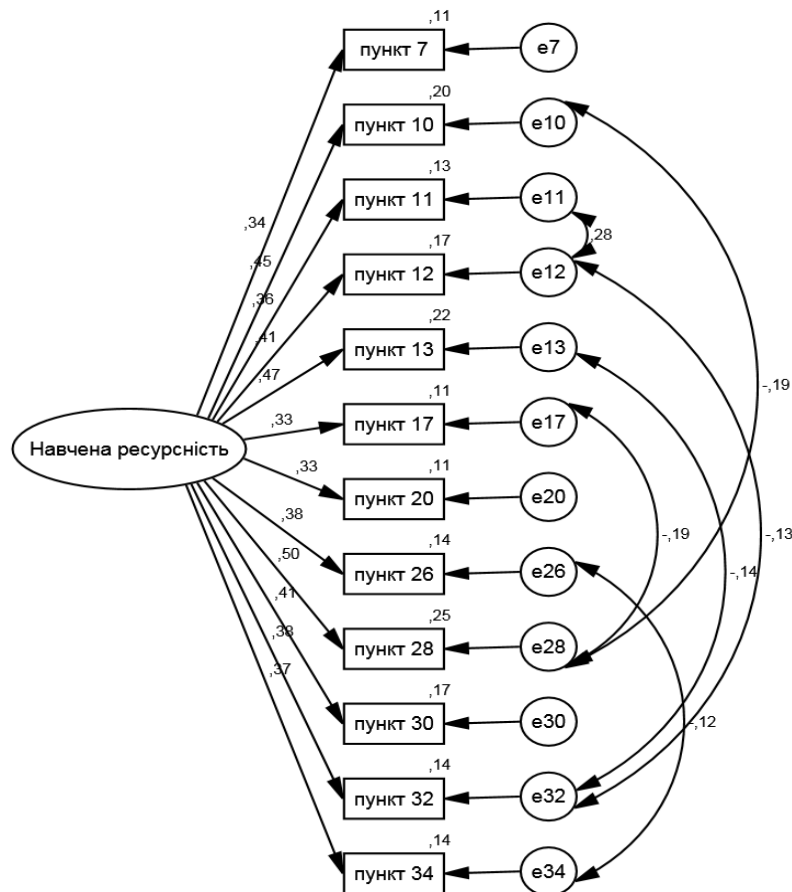 ,11
пункт 7
e7
,20
пункт 10
e10
,13
пункт 11
e11
,34
,28
,17
пункт 12
e12
,45
,36
,22
пункт 13
e13
,41
,47
-,19
,11
пункт 17
e17
,33
Навчена ресурсність
,33
,11
пункт 20
e20
,38
,14
пункт 26
e26
-,19
-,13
,50
-,14
,41
,25
пункт 28
e28
,38
,37
,17
пункт 30
e30
-,12
,14
пункт 32
e32
,14
пункт 34
e34